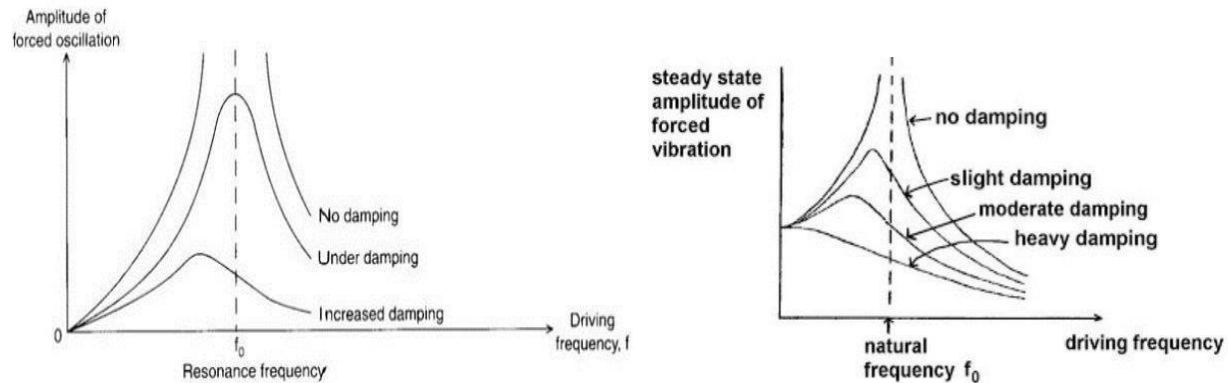 Amplitude of
forced oscillation
No damping
Under damping
Increased damping
0
f₀
Resonance frequency
Driving
frequency, f
steady state
amplitude of
forced
vibration
no damping
slight damping
moderate damping
heavy damping
natural
frequency f₀
driving frequency